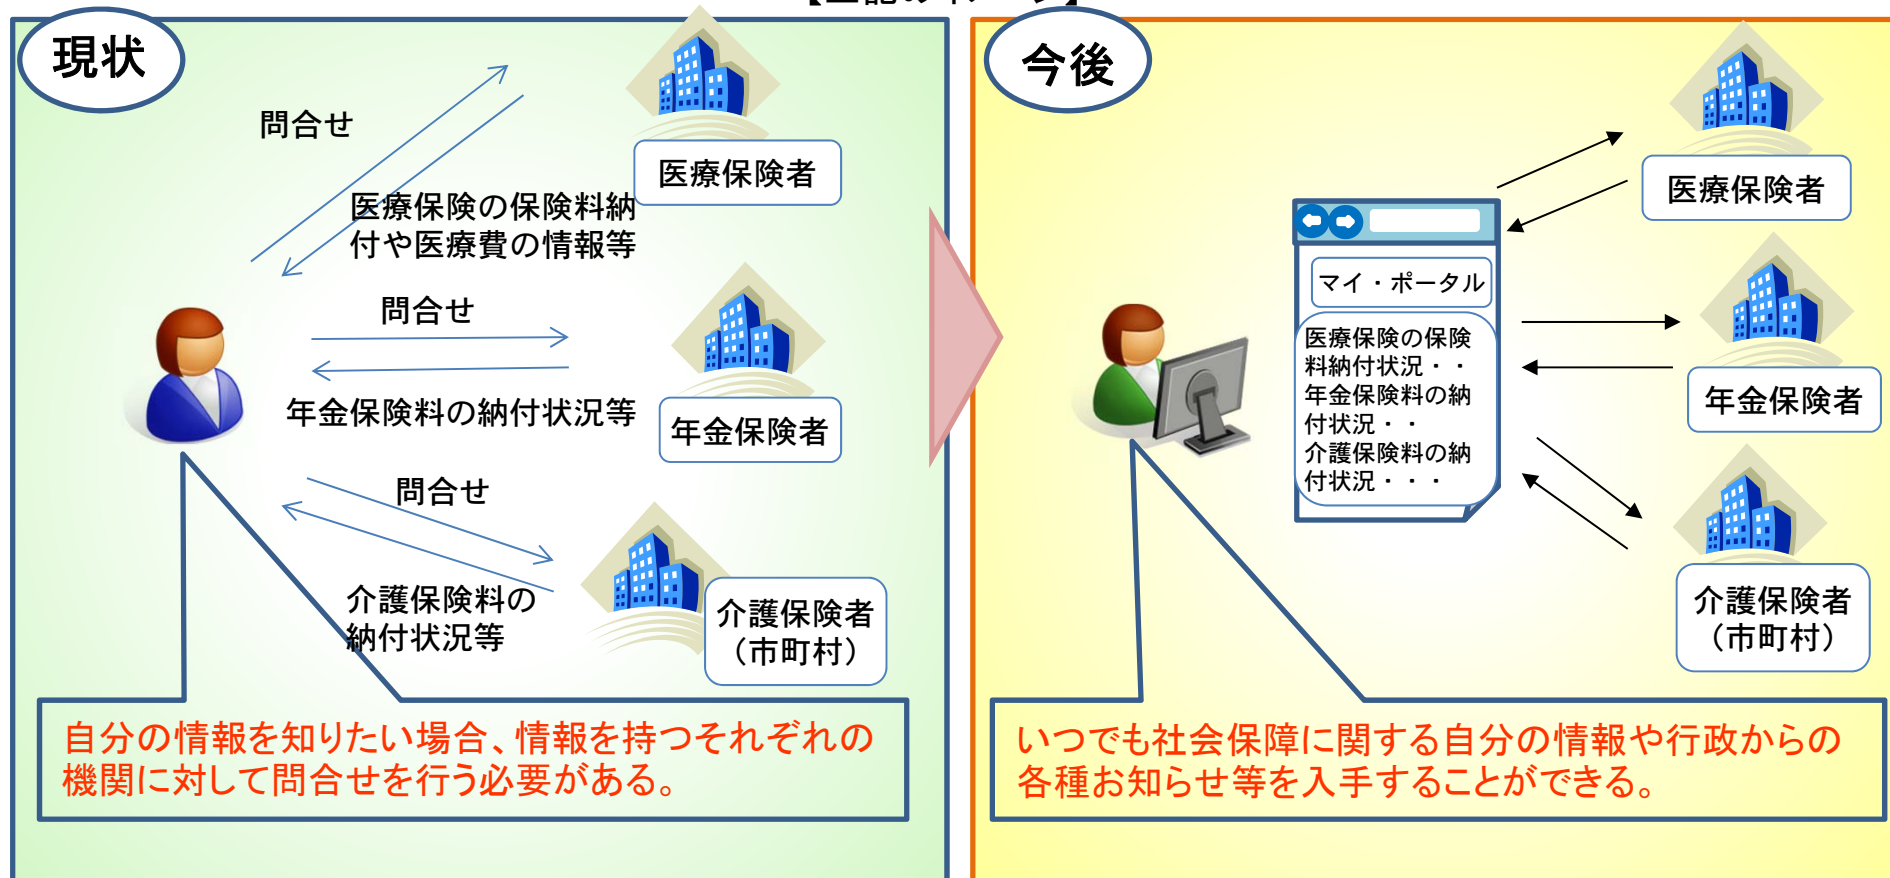 現状
問合せ
医療保険者
医療保険の保険料納
付や医療費の情報等
問合せ
年金保険料の納付状況等
年金保険者
問合せ
介護保険料の
納付状況等
介護保険者
（市町村）
自分の情報を知りたい場合、情報を持つそれぞれの
機関に対して問合せを行う必要がある。
今後
医療保険者
マイ・ポータル
医療保険の保険
料納付状況・・
年金保険料の納
付状況・・
介護保険料の納
付状況・・・
年金保険者
介護保険者
（市町村）
いつでも社会保障に関する自分の情報や行政からの
各種お知らせ等を入手することができる。